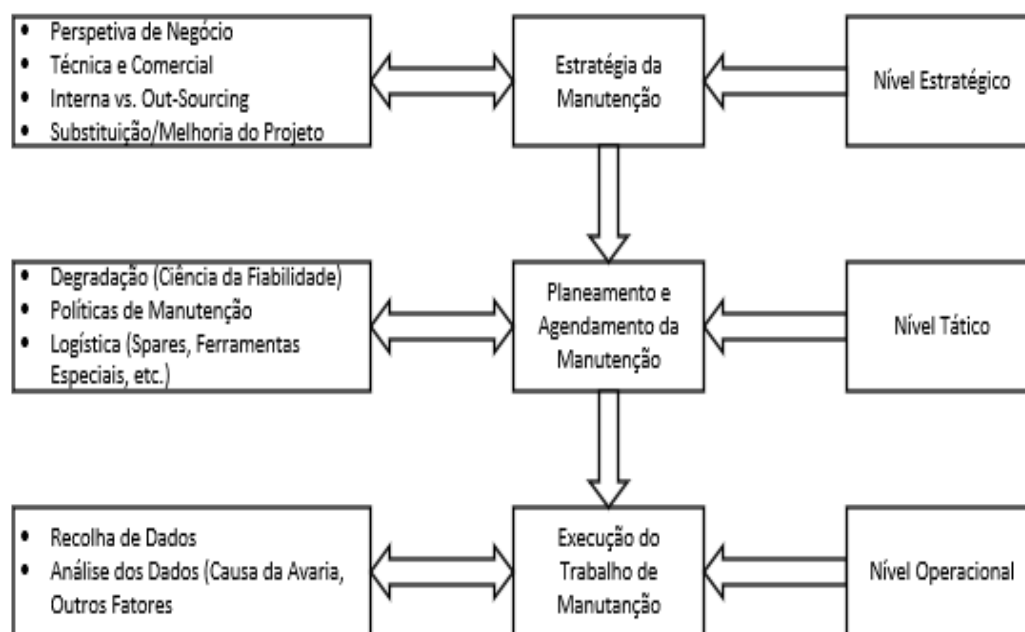 • Perspetiva de Negócio
• Técnica e Comercial
• Interna vs. Out-Sourcing
• Substituição/Melhoria do Projeto
Estratégia da
Manutenção
Nível Estratégico
• Degradação (Ciência da Fiabilidade)
• Políticas de Manutenção
• Logística (Spares, Ferramentas
Especiais, etc.)
Planeamento e
Agendamento da
Manutenção
Nível Tático
• Recolha de Dados
• Análise dos Dados (Causa da Avaria,
Outros Fatores
Execução do
Trabalho de
Manutanção
Nível Operacional